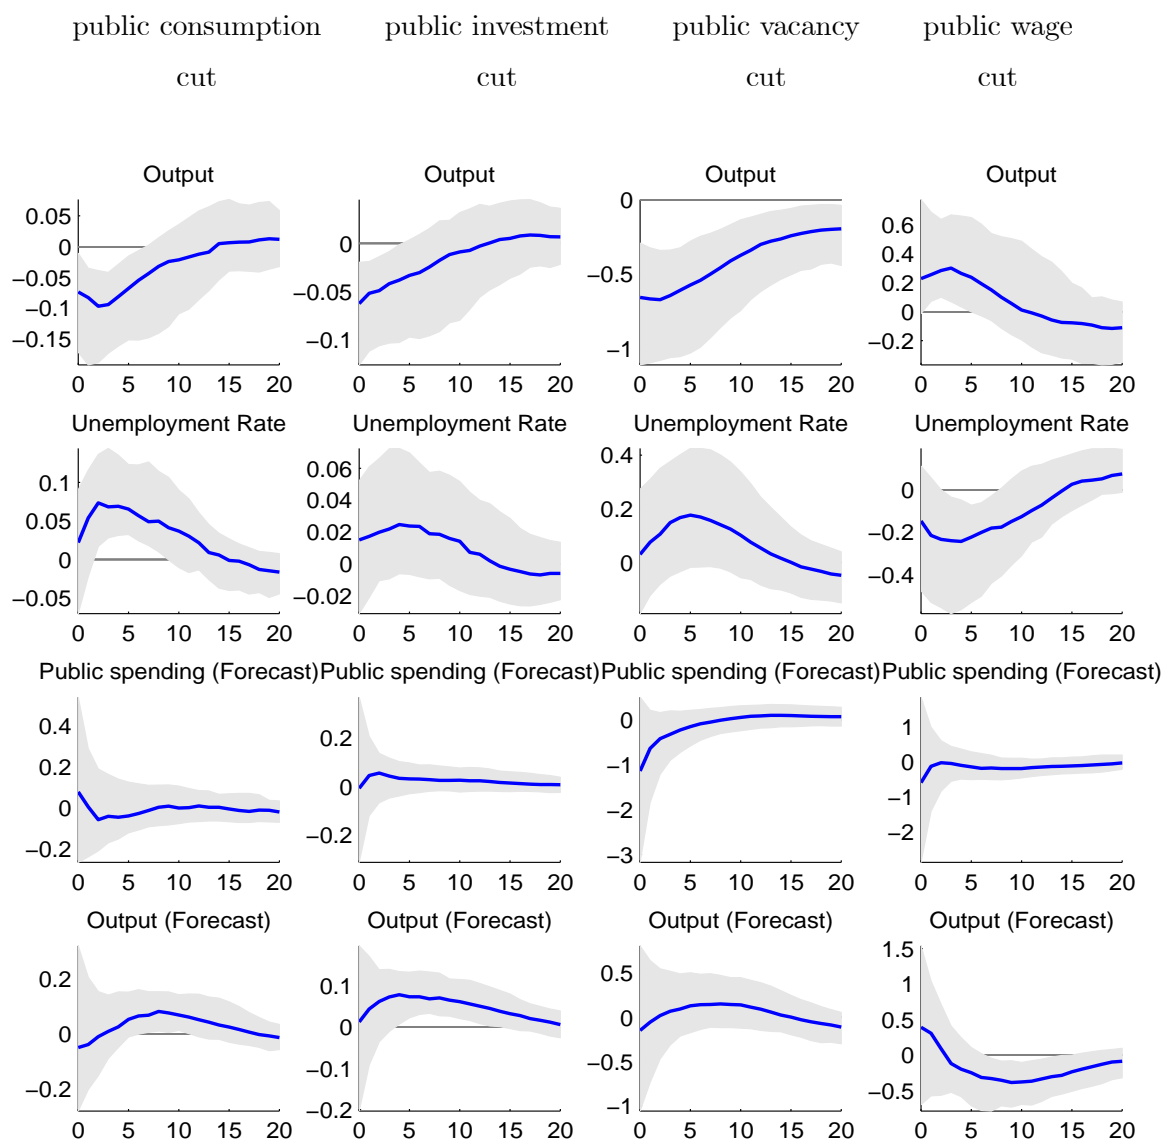 public consumption public investment public vacancy public wage
cut cut cut cut
Output Output Output Output
0.05
0
−0.05
−0.1
−0.15
0 5 10 15 20
0
−0.05
−0.1
0 5 10 15 20
0
−0.5
−1
0 5 10 15 20
0.6
0.4
0.2
0
−0.2
0 5 10 15 20
Unemployment Rate Unemployment Rate Unemployment Rate Unemployment Rate
0.1
0.05
0
−0.05
0 5 10 15 20
0.06
0.04
0.02
0
−0.02
0 5 10 15 20
0.4
0.2
0
0 5 10 15 20
0
−0.2
−0.4
0 5 10 15 20
Public spending (Forecast) Public spending (Forecast) Public spending (Forecast) Public spending (Forecast)
0.4
0.2
0
−0.2
0 5 10 15 20
0.2
0
−0.2
0 5 10 15 20
0
−1
−2
−3
0 5 10 15 20
1
0
−1
−2
0 5 10 15 20
Output (Forecast) Output (Forecast) Output (Forecast) Output (Forecast)
0.2
0
−0.2
0 5 10 15 20
0.1
0
−0.1
−0.2
0 5 10 15 20
0.5
0
−0.5
−1
0 5 10 15 20
1.5
1
0.5
0
−0.5
0 5 10 15 20